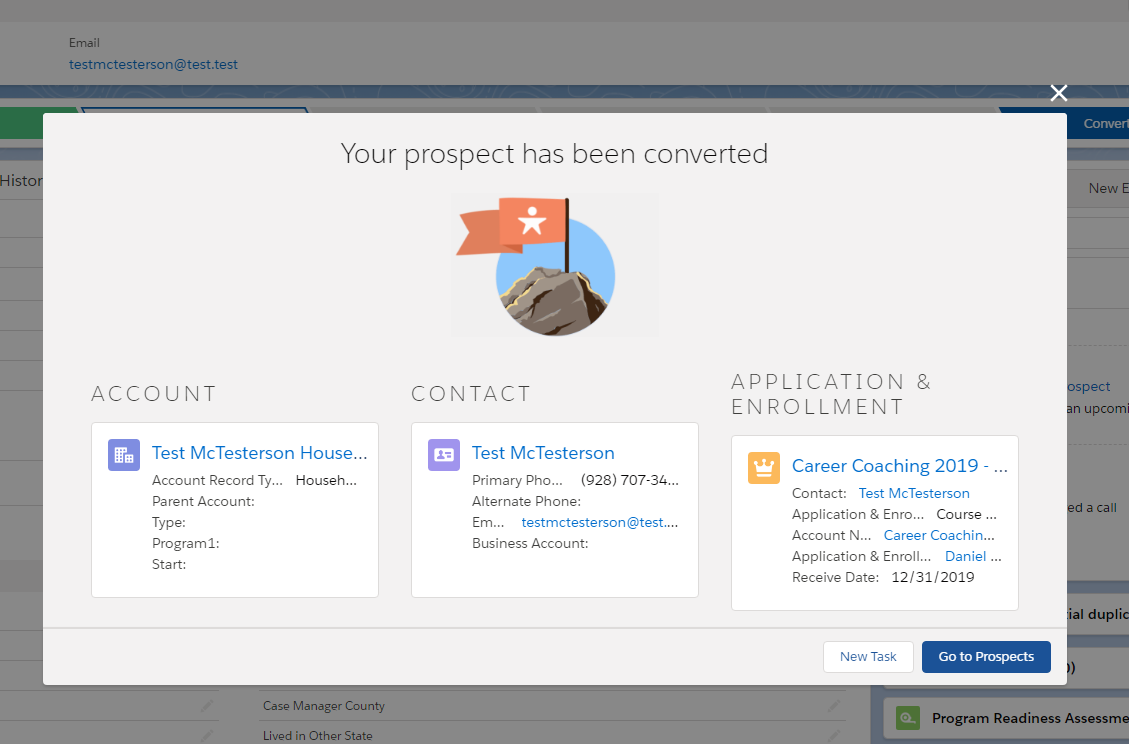 Email
testmctesterson@test.test
Convert
Histor
New E
Your prospect has been converted
ACCOUNT
Test McTesterson House...
Account Record Ty... Househ...
Parent Account:
Type:
Program1:
Start:
CONTACT
Test McTesterson
Primary Pho... (928) 707-34...
Alternate Phone:
Em... testmctesterson@test....
Business Account:
APPLICATION &
ENROLLMENT
Career Coaching 2019 - ...
Contact: Test McTesterson
Application & Enro... Course ...
Account N... Career Coachin...
Application & Enroll... Daniel ...
Receive Date: 12/31/2019
ospect
an upcomi
ed a call
tial duplic
New Task
Go to Prospects
Case Manager County
Lived in Other State
Program Readiness Assessme